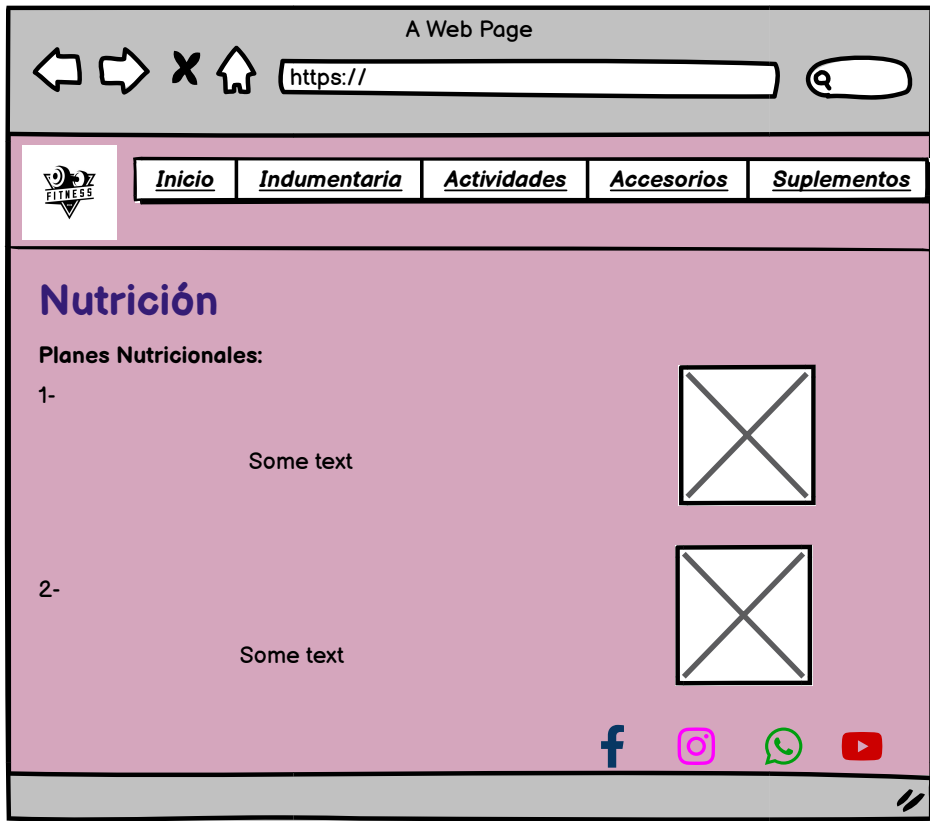 A Web Page
https://
FITNESS
Inicio Indumentaria Actividades Accesorios Suplementos
Nutrición
Planes Nutricionales:
1-
Some text
2-
Some text